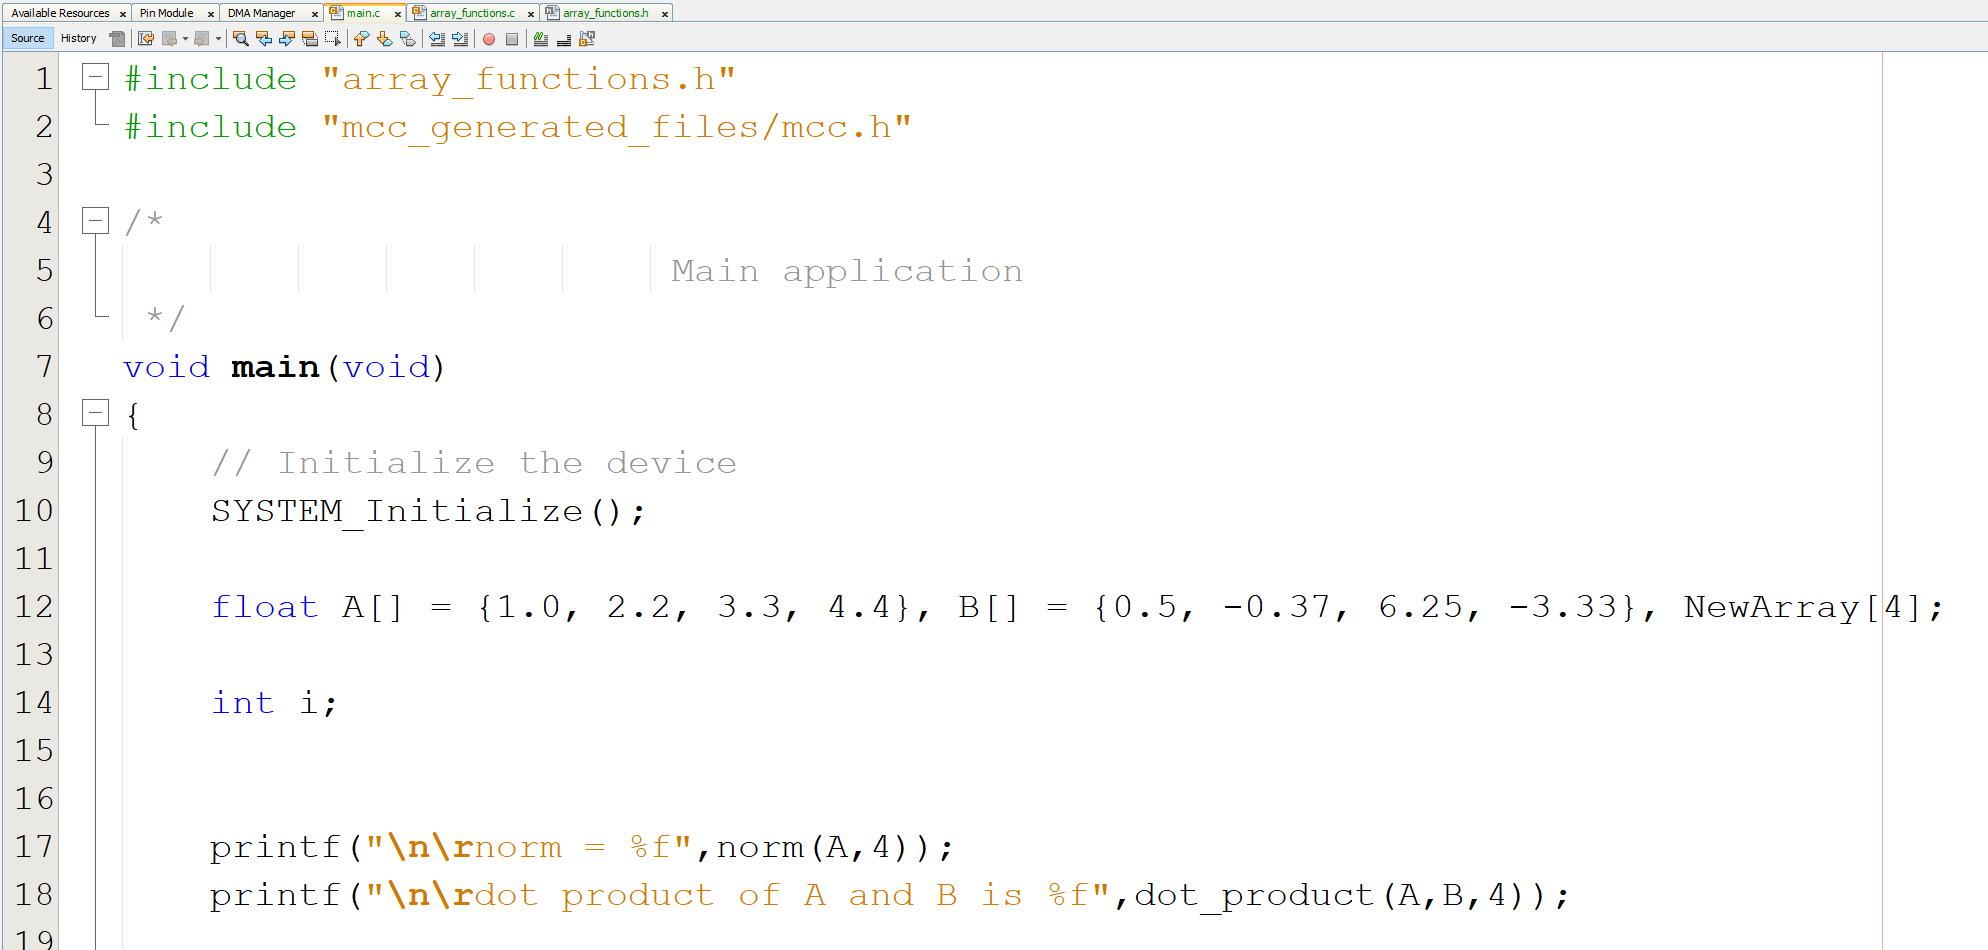 Available Resources × Pin Module × DMA Manager × main.c × array_functions.c × array_functions.h ×
Source History
1 #include "array_functions.h"
2 #include "mcc_generated_files/mcc.h"
3
4 /*
5 Main application
6 */
7 void main(void)
8 {
9 // Initialize the device
10 SYSTEM_Initialize();
11
12 float A[] = {1.0, 2.2, 3.3, 4.4}, B[] = {0.5, -0.37, 6.25, -3.33}, NewArray[4];
13
14 int i;
15
16
17 printf("\n\rnorm = %f",norm(A,4));
18 printf("\n\rdot product of A and B is %f",dot_product(A,B,4));
19